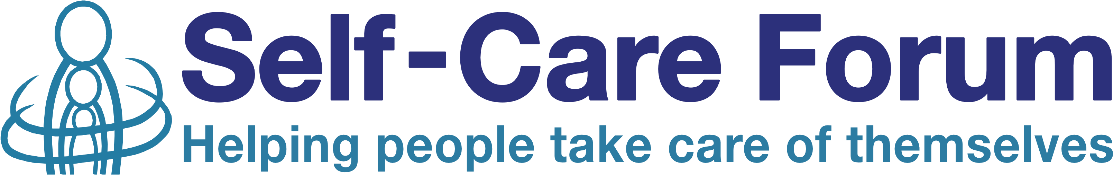 Self-Care Forum
Helping people take care of themselves